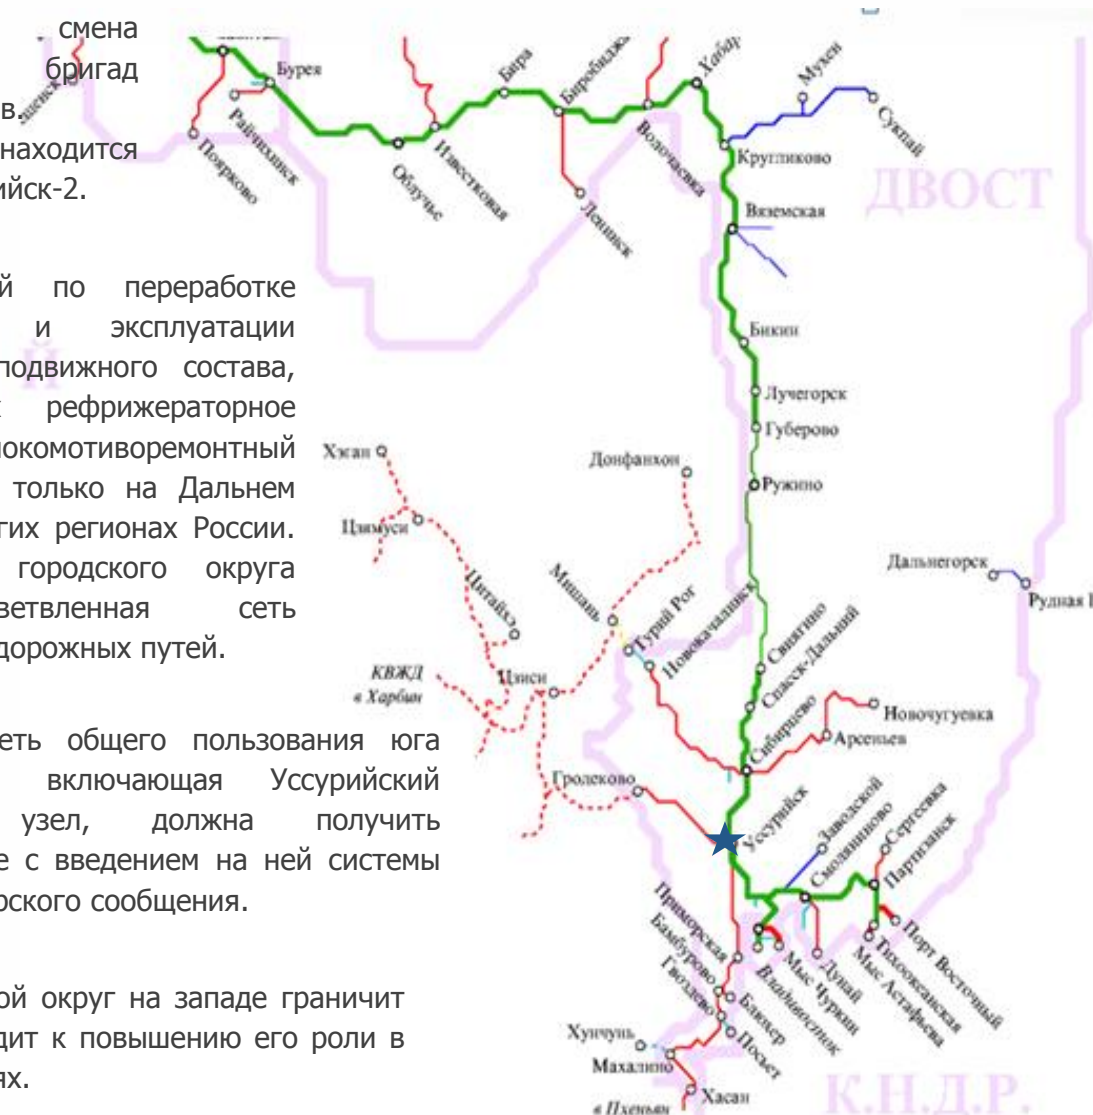 смена
бригад
в.
находится
ийск-2.
й по переработке
и эксплуатации
подвижного состава,
рефрижераторное
локомотиворемонтный
только на Дальнем
гих регионах России.
городского округа
ветвленная сеть
дорожных путей.
еть общего пользования юга
включающая Уссурийский
узел, должна получить
е с введением на ней системы
рского сообщения.
ой округ на западе граничит
дит к повышению его роли в
ях.
Бурея
Райчихинск
Поярково
Облучье
Известковая
Бира
Биробиджа
Ленинск
Волочаевка
Хабар
Кругликово
Мухен
Сукпай
ДВОСТ
Й
Вяземская
Бикин
Лучегорск
Губерово
Ружино
Хэган
Цзямуси
Донфанхон
Мишань
Турий Рог
Новокачалинск
Цзиси
КВЖД
в Харбин
Свиягино
Спасск-Дальний
Сибирцево
Новочугуевка
Арсеньев
Дальнегорск
Рудная
Гродеково
Уссурийск
Заводской
Смоляниново
Сергеевка
Партизанск
Приморская
Бамбурово
Гвоздево
Блюхер
Посьет
Владивосток
Мыс Чуркин
Дунай
Мыс Астафьева
Тихоокеанская
Порт Восточный
Хунчунь
Махалино
Хасан
в Пхеньян
К.Н.Д.Р.